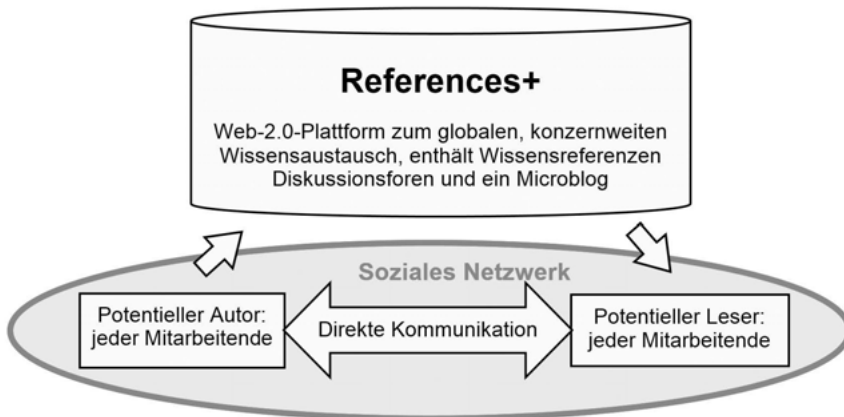 References+
Web-2.0-Plattform zum globalen, konzernweiten
Wissensaustausch, enthält Wissensreferenzen
Diskussionsforen und ein Microblog
Soziales Netzwerk
Potentieller Autor:
jeder Mitarbeitende
Direkte Kommunikation
Potentieller Leser:
jeder Mitarbeitende